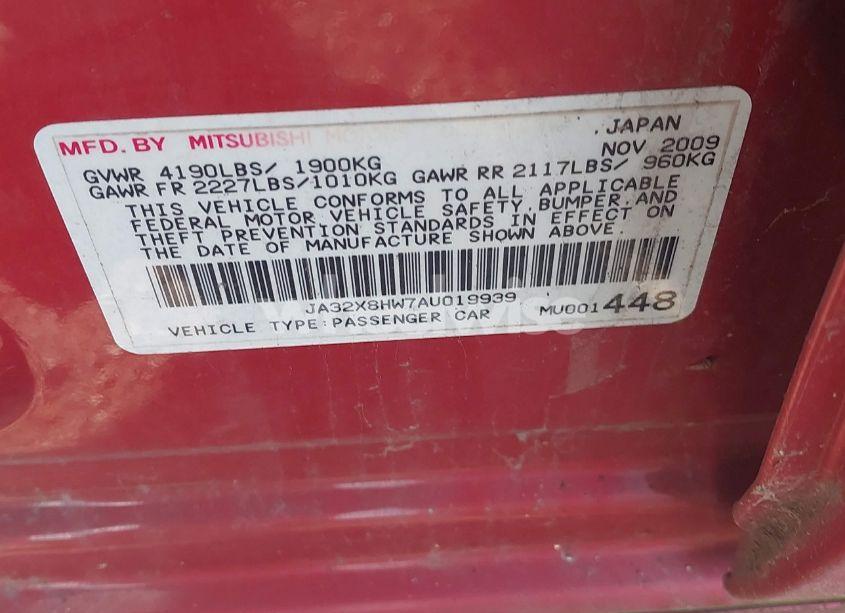 MFD. BY MITSUBISHI
, JAPAN
NOV 2009
GVWR 4190LBS/ 1900KG
GAWR FR 2227LBS/1010KG GAWR RR 2117LBS/ 960KG
THIS VEHICLE CONFORMS TO ALL APPLICABLE
FEDERAL MOTOR VEHICLE SAFETY,BUMPER,AND
THEFT PREVENTION STANDARDS IN EFFECT ON
THE DATE OF MANUFACTURE SHOWN ABOVE.
JA32X8HW7AU019939
VEHICLE TYPE:PASSENGER CAR MU001448